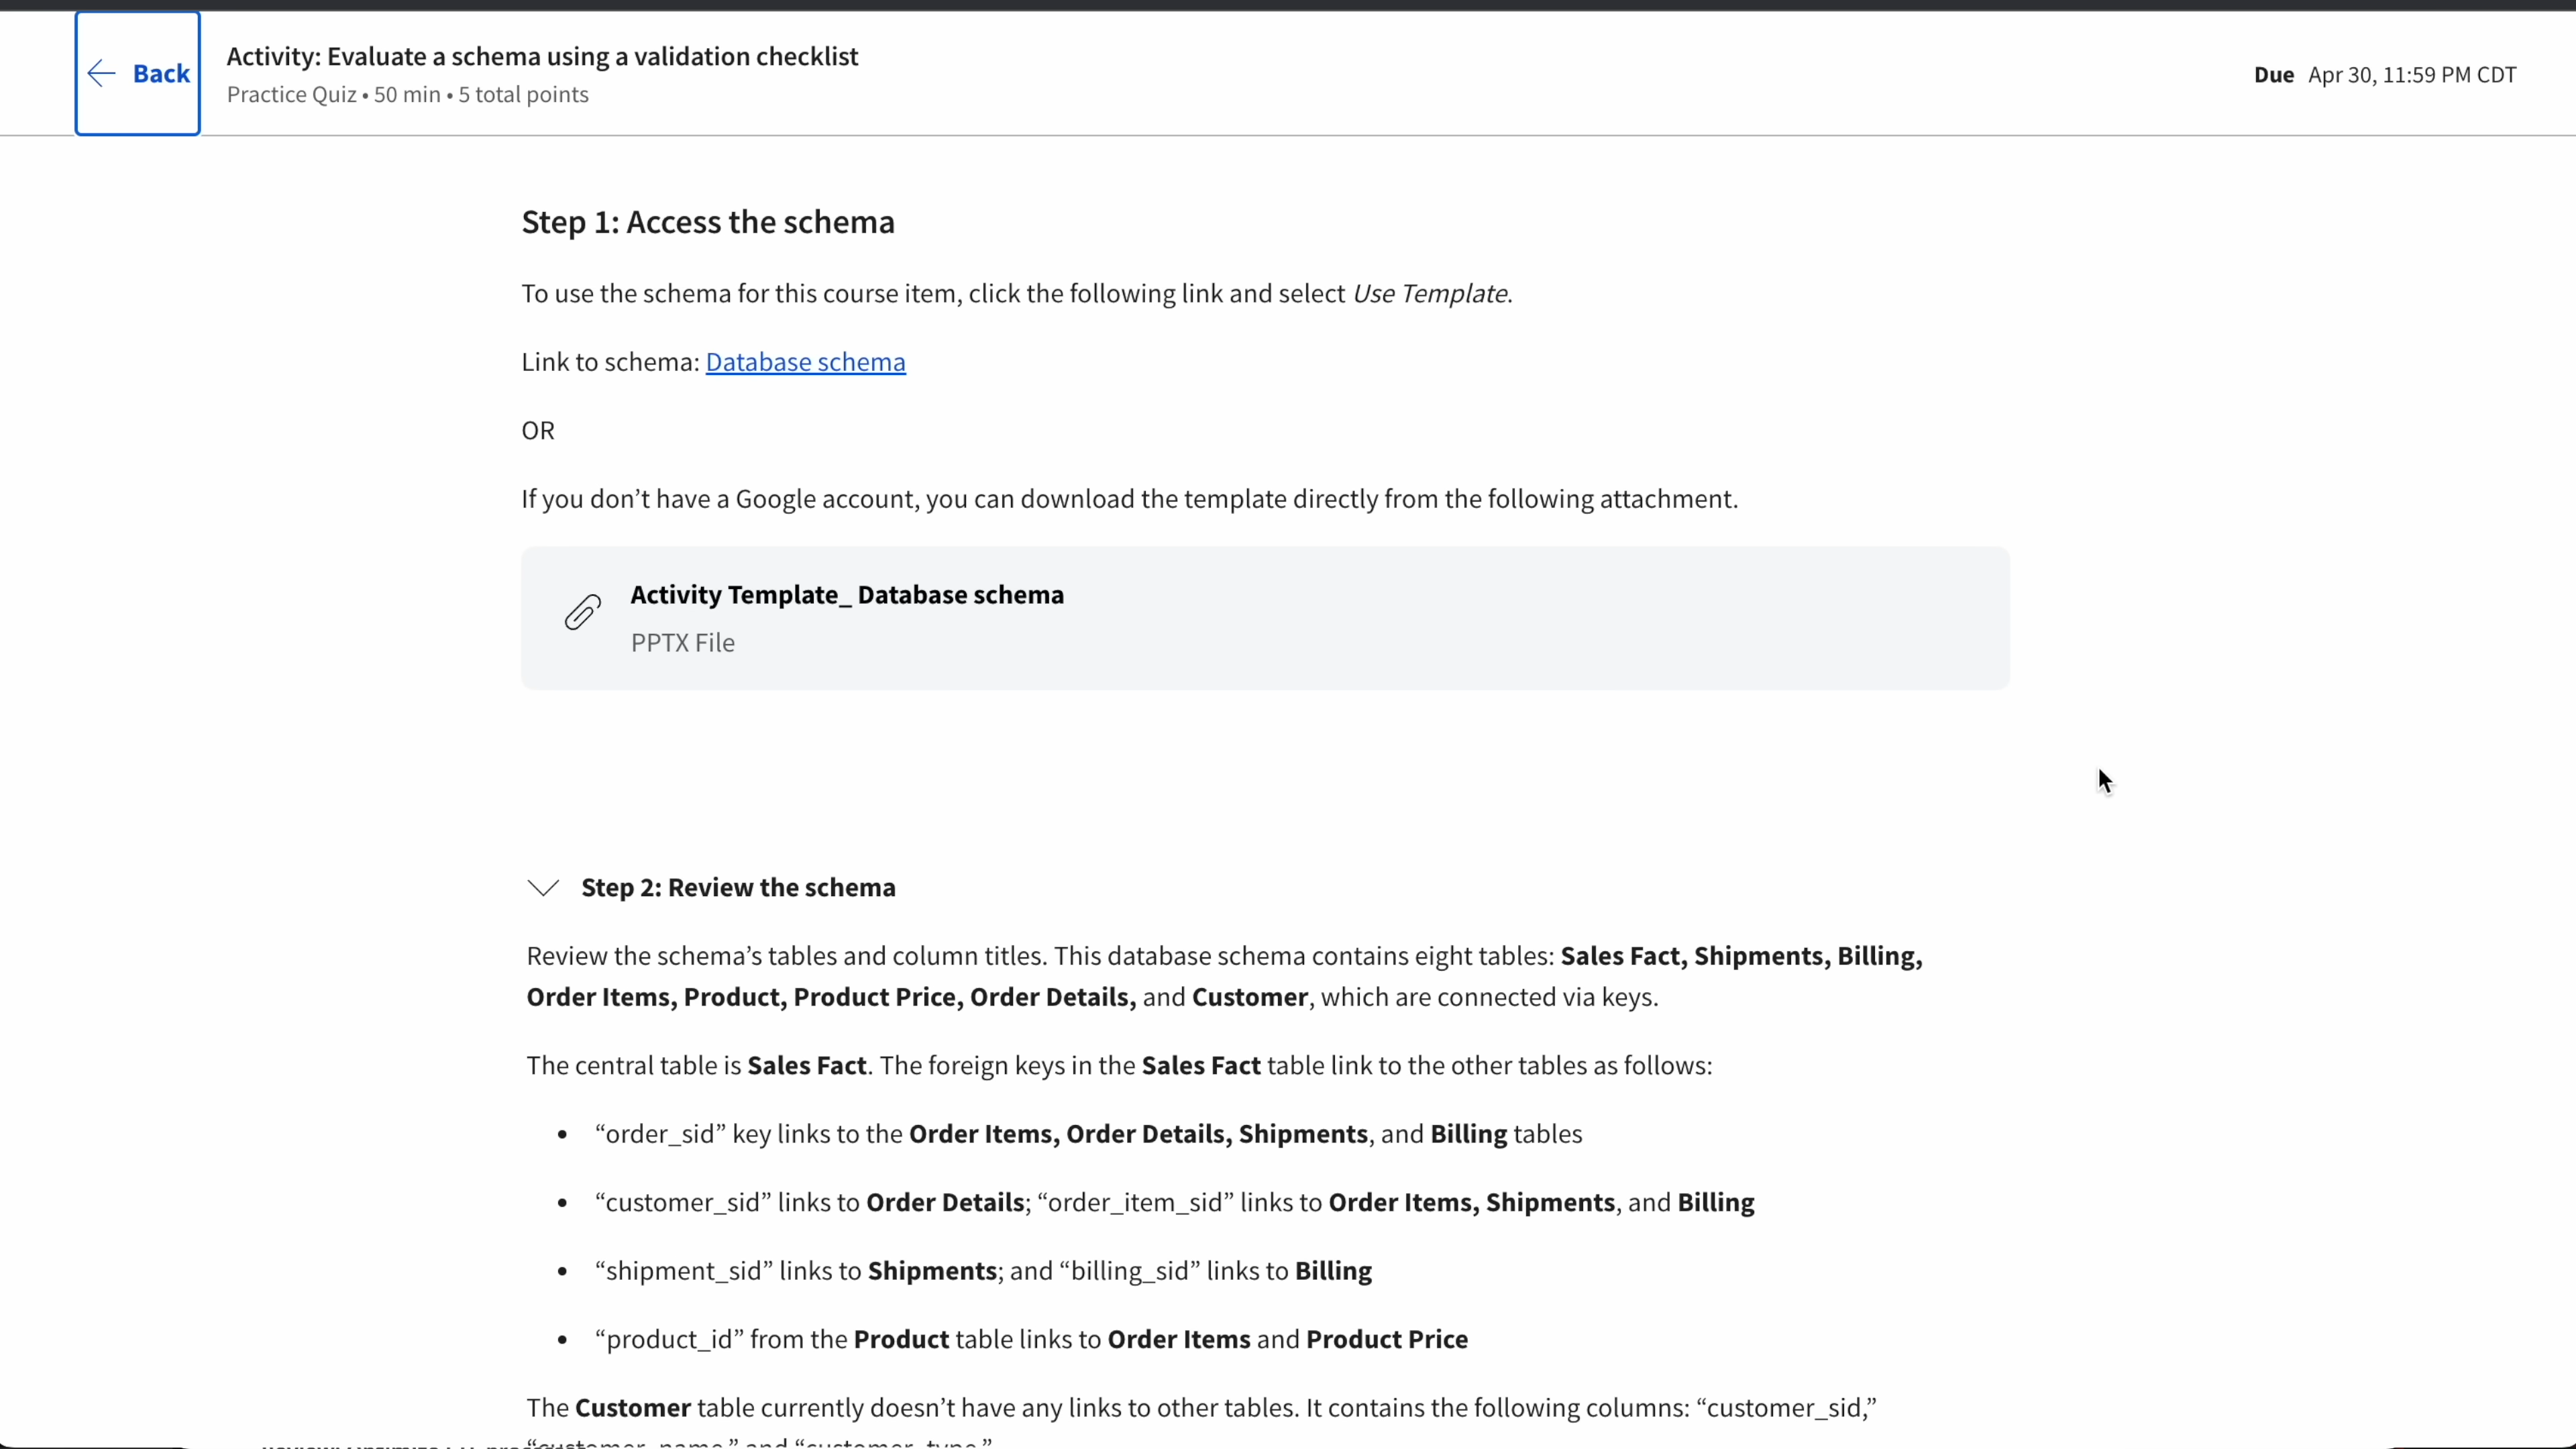 Back
Activity: Evaluate a schema using a validation checklist
Practice Quiz • 50 min • 5 total points
Due Apr 30, 11:59 PM CDT
Step 1: Access the schema
To use the schema for this course item, click the following link and select Use Template.
Link to schema: Database schema
OR
If you don’t have a Google account, you can download the template directly from the following attachment.
Activity Template_ Database schema
PPTX File
Step 2: Review the schema
Review the schema’s tables and column titles. This database schema contains eight tables: Sales Fact, Shipments, Billing,
Order Items, Product, Product Price, Order Details, and Customer, which are connected via keys.
The central table is Sales Fact. The foreign keys in the Sales Fact table link to the other tables as follows:
• “order_sid” key links to the Order Items, Order Details, Shipments, and Billing tables
• “customer_sid” links to Order Details; “order_item_sid” links to Order Items, Shipments, and Billing
• “shipment_sid” links to Shipments; and “billing_sid” links to Billing
• “product_id” from the Product table links to Order Items and Product Price
The Customer table currently doesn’t have any links to other tables. It contains the following columns: “customer_sid,”
“customer_name,” and “customer_type.”